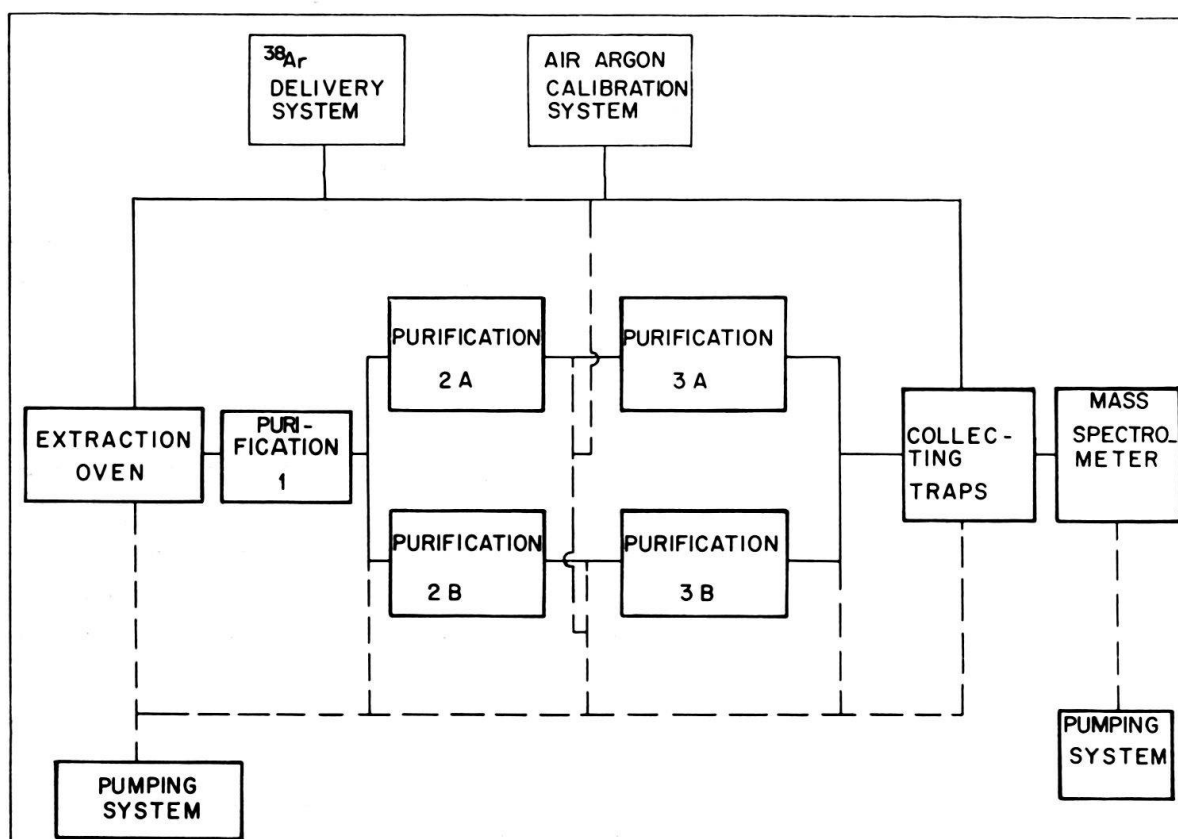 ³⁸Ar
DELIVERY
SYSTEM
AIR ARGON
CALIBRATION
SYSTEM
PURIFICATION
2 A
PURIFICATION
3 A
EXTRACTION
OVEN
PURI-
FICATION
1
COLLEC-
TING
TRAPS
MASS
SPECTRO-
METER
PURIFICATION
2 B
PURIFICATION
3 B
PUMPING
SYSTEM
PUMPING
SYSTEM